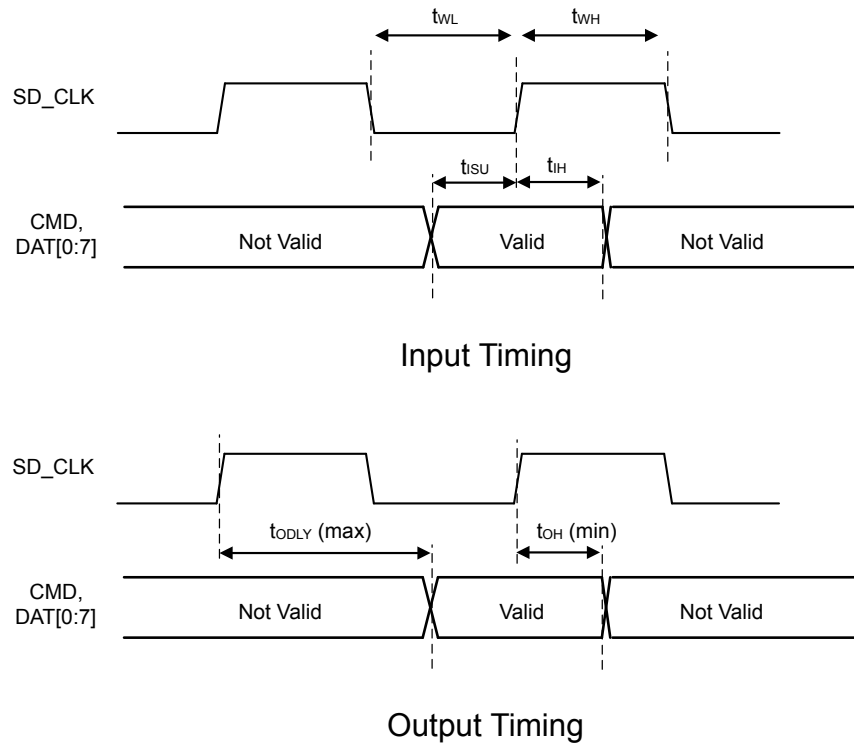 tWL
tWH
SD_CLK
tISU
tIH
CMD,
DAT[0:7]
Not Valid
Valid
Not Valid
Input Timing
SD_CLK
tODLY (max)
tOH (min)
CMD,
DAT[0:7]
Not Valid
Valid
Not Valid
Output Timing